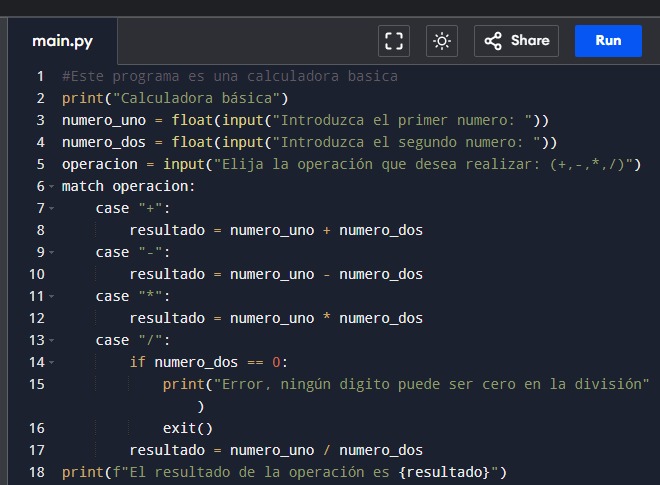 main.py
Share
Run
1 #Este programa es una calculadora basica
2 print("Calculadora básica")
3 numero_uno = float(input("Introduzca el primer numero: "))
4 numero_dos = float(input("Introduzca el segundo numero: "))
5 operacion = input("Elija la operación que desea realizar: (+,-,*,/)")
6 match operacion:
7     case "+":
8         resultado = numero_uno + numero_dos
9     case "-":
10         resultado = numero_uno - numero_dos
11     case "*":
12         resultado = numero_uno * numero_dos
13     case "/":
14         if numero_dos == 0:
15             print("Error, ningún digito puede ser cero en la división"
)
16             exit()
17         resultado = numero_uno / numero_dos
18 print(f"El resultado de la operación es {resultado}")